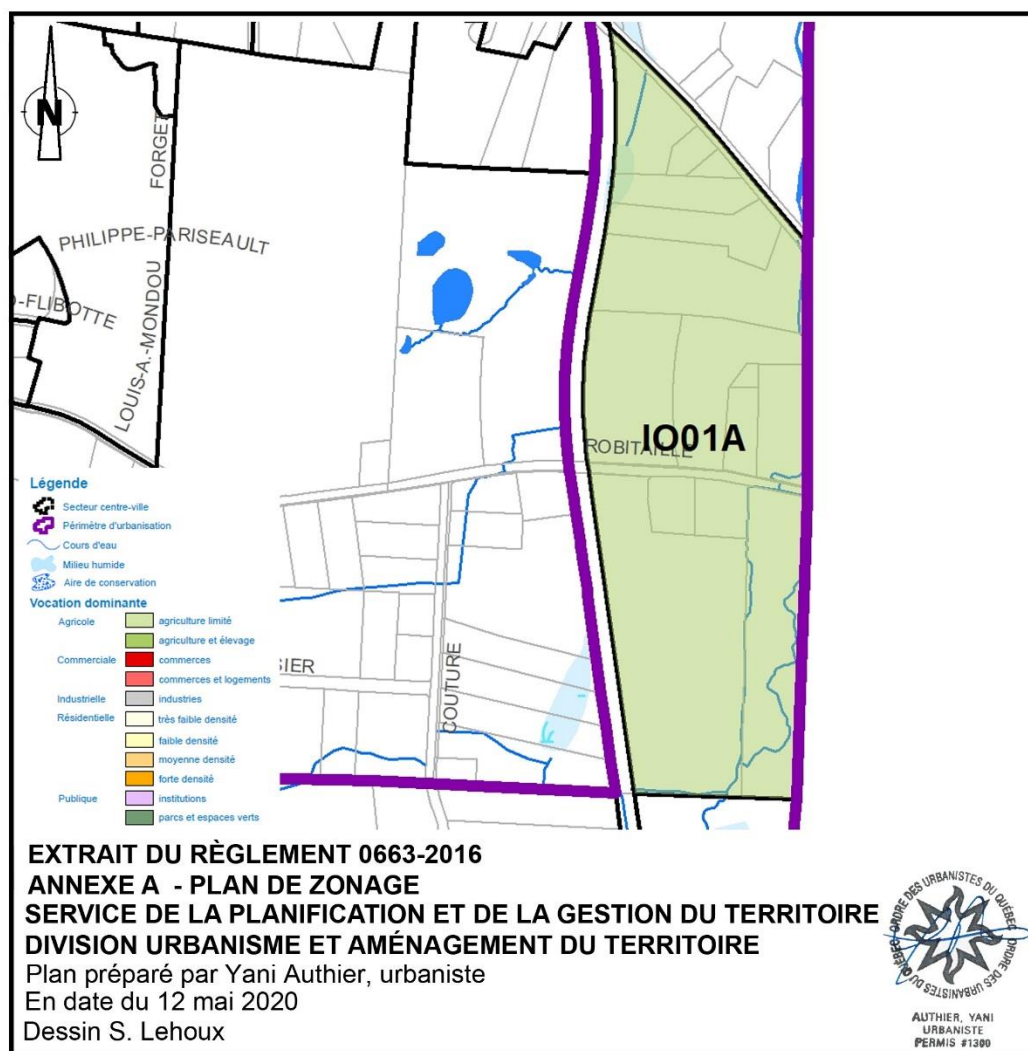 N
FORGET
PHILIPPE-PARISEAULT
-FLIBOTTE
LOUIS-A.-MONDOU
IO01A
ROBITAILLE
SIER
COUTURE
Légende
Secteur centre-ville
Périmètre d'urbanisation
Cours d'eau
Milieu humide
Aire de conservation
Vocation dominante
Agricole agriculture limité
agriculture et élevage
Commerciale commerces
commerces et logements
Industrielle industries
Résidentielle très faible densité
faible densité
moyenne densité
forte densité
Publique institutions
parcs et espaces verts
EXTRAIT DU RÈGLEMENT 0663-2016
ANNEXE A - PLAN DE ZONAGE
SERVICE DE LA PLANIFICATION ET DE LA GESTION DU TERRITOIRE
DIVISION URBANISME ET AMÉNAGEMENT DU TERRITOIRE
Plan préparé par Yani Authier, urbaniste
En date du 12 mai 2020
Dessin S. Lehoux
ORDRE DES URBANISTES DU QUÉBEC
ORDRE DES URBANISTES DU QUÉBEC
AUTHIER, YANI
URBANISTE
PERMIS #1300